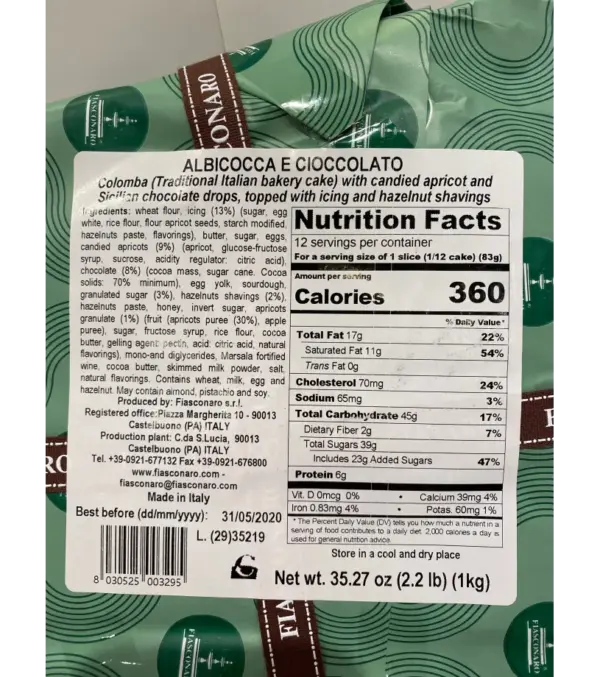 FIASCONARO
CONARO
ALBICOCCA E CIOCCOLATO
Colomba (Traditional Italian bakery cake) with candied apricot and
Sicilian chocolate drops, topped with icing and hazelnut shavings
Ingredients: wheat flour, icing (13%) (sugar, egg
white, rice flour, flour apricot seeds, starch modified,
hazelnuts paste, flavorings), butter, sugar, eggs,
candied apricots (9%) (apricot, glucose-fructose
syrup, sucrose, acidity regulator: citric acid),
chocolate (8%) (cocoa mass, sugar cane. Cocoa
solids: 70% minimum), egg yolk, sourdough,
granulated sugar (3%), hazelnuts shavings (2%),
hazelnuts paste, honey, invert sugar, apricots
granulate (1%) (fruit (apricots puree (30%), apple
puree), sugar, fructose syrup, rice flour, cocoa
butter, gelling agent: pectin, acid: citric acid, natural
flavorings), mono-and diglycerides, Marsala fortified
wine, cocoa butter, skimmed milk powder, salt,
natural flavorings. Contains wheat, milk, egg and
hazelnut. May contain almond, pistachio and soy.
Produced by: Fiasconaro s.r.l.
Registered office:Piazza Margherita 10 - 90013
Castelbuono (PA) ITALY
Production plant: C.da S.Lucia, 90013
Castelbuono (PA) ITALY
Tel. +39-0921-677132 Fax +39-0921-676800
www.fiasconaro.com -
fiasconaro@fiasconaro.com
Made in Italy
Best before (dd/mm/yyyy): 31/05/2020
L. (29)35219
8 030525 003295
Nutrition Facts
12 servings per container
For a serving size of 1 slice (1/12 cake) (83g)
Amount per serving
Calories 360
% Daily Value*
Total Fat 17g 22%
Saturated Fat 11g 54%
Trans Fat 0g
Cholesterol 70mg 24%
Sodium 65mg 3%
Total Carbohydrate 45g 17%
Dietary Fiber 2g 7%
Total Sugars 39g
Includes 23g Added Sugars 47%
Protein 6g
Vit. D 0mcg 0% • Calcium 39mg 4%
Iron 0.83mg 4% • Potas. 60mg 1%
* The Percent Daily Value (DV) tells you how much a nutrient in a
serving of food contributes to a daily diet. 2,000 calories a day is
used for general nutrition advice.
Store in a cool and dry place
Net wt. 35.27 oz (2.2 lb) (1kg)
RO
F
FIA
FIASCONARO
FIASCONARO